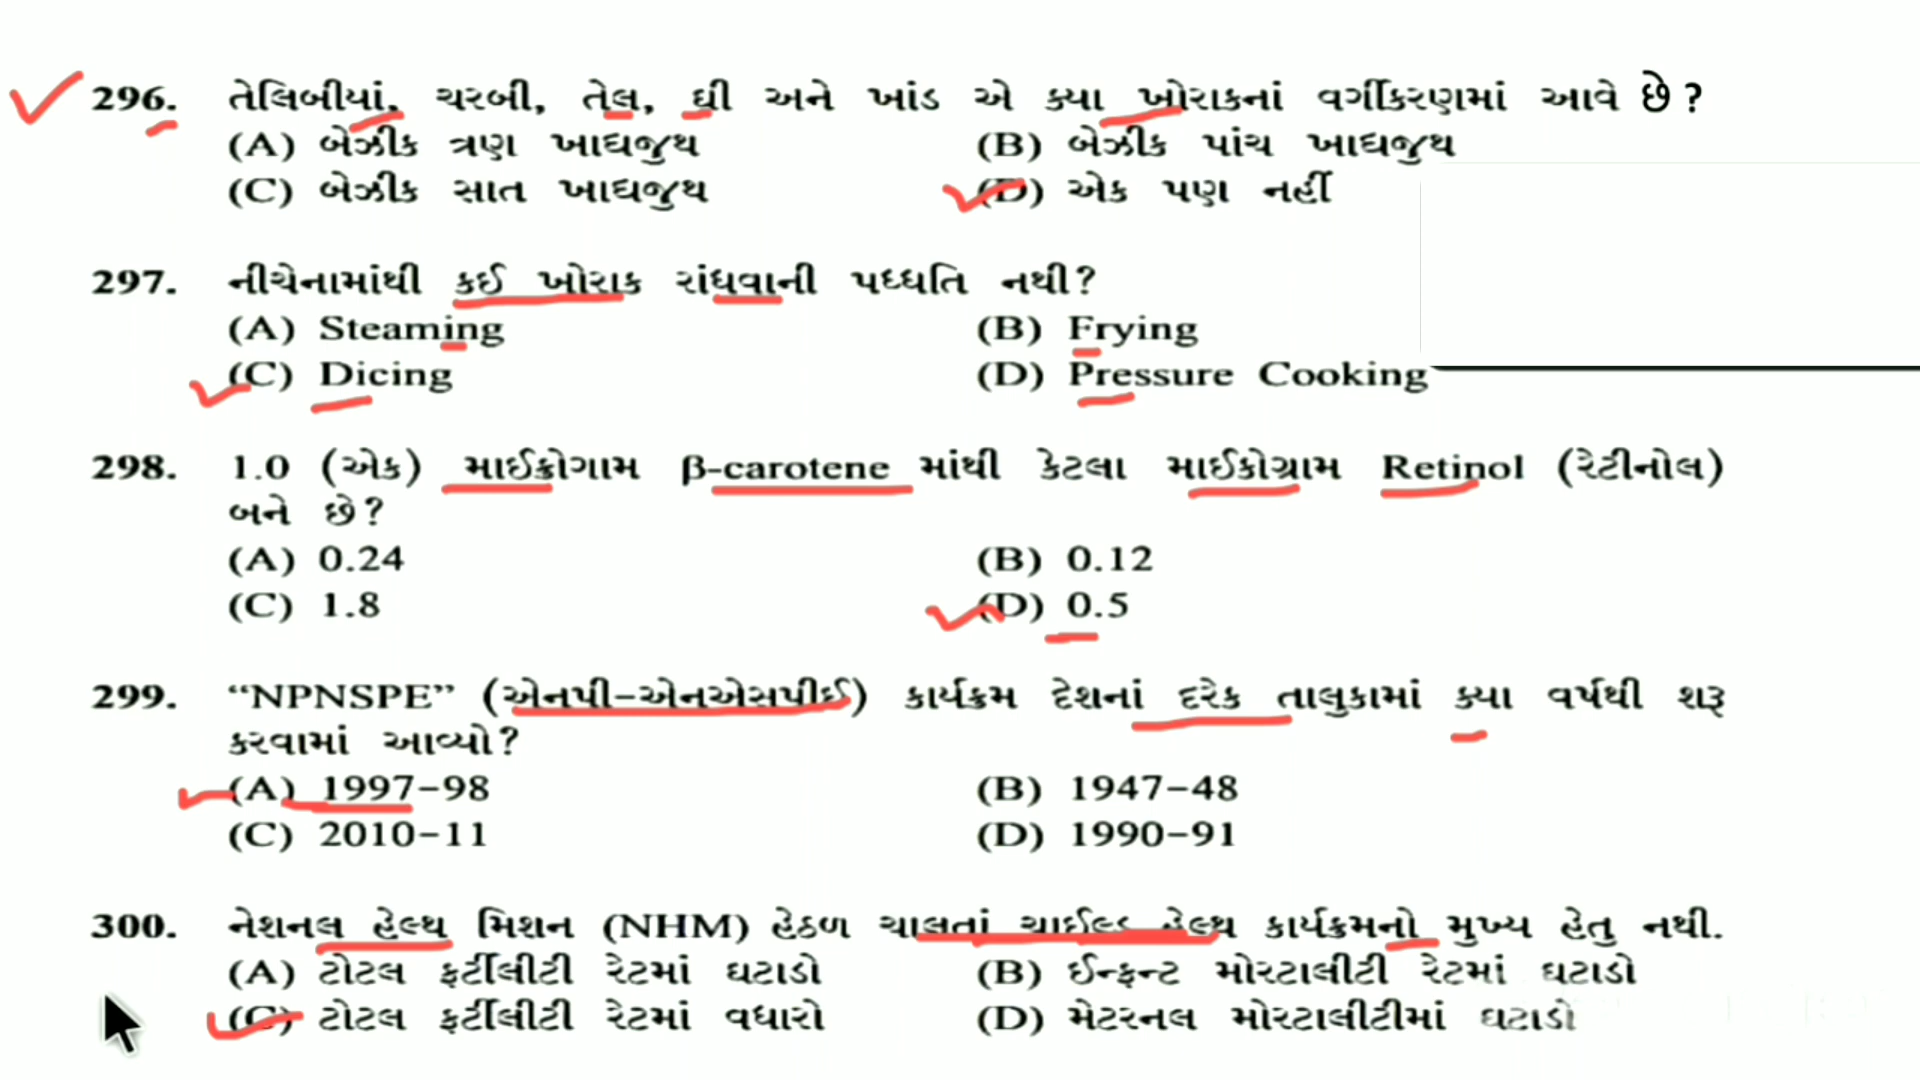 296. તેલિબીયાં, ચરબી, તેલ, ઘી અને ખાંડ એ ક્યા ખોરાકનાં વર્ગીકરણમાં આવે છે?
(A) બેઝીક ત્રણ ખાદ્યજુથ (B) બેઝીક પાંચ ખાદ્યજુથ
(C) બેઝીક સાત ખાદ્યજુથ (D) એક પણ નહીં
297. નીચેનામાંથી કઈ ખોરાક રાંધવાની પધ્ધતિ નથી?
(A) Steaming (B) Frying
(C) Dicing (D) Pressure Cooking
298. 1.0 (એક) માઈક્રોગામ β-carotene માંથી કેટલા માઈકોગ્રામ Retinol (રેટીનોલ)
બને છે?
(A) 0.24 (B) 0.12
(C) 1.8 (D) 0.5
299. “NPNSPE” (એનપી-એનએસપીઈ) કાર્યક્રમ દેશનાં દરેક તાલુકામાં ક્યા વર્ષથી શરૂ
કરવામાં આવ્યો?
(A) 1997-98 (B) 1947-48
(C) 2010-11 (D) 1990-91
300. નેશનલ હેલ્થ મિશન (NHM) હેઠળ ચાલતાં ચાઈલ્ડ હેલ્થ કાર્યક્રમનો મુખ્ય હેતુ નથી.
(A) ટોટલ ફર્ટીલીટી રેટમાં ઘટાડો (B) ઈન્ફન્ટ મોરટાલીટી રેટમાં ઘટાડો
(C) ટોટલ ફર્ટીલીટી રેટમાં વધારો (D) મેટરનલ મોરટાલીટીમાં ઘટાડો